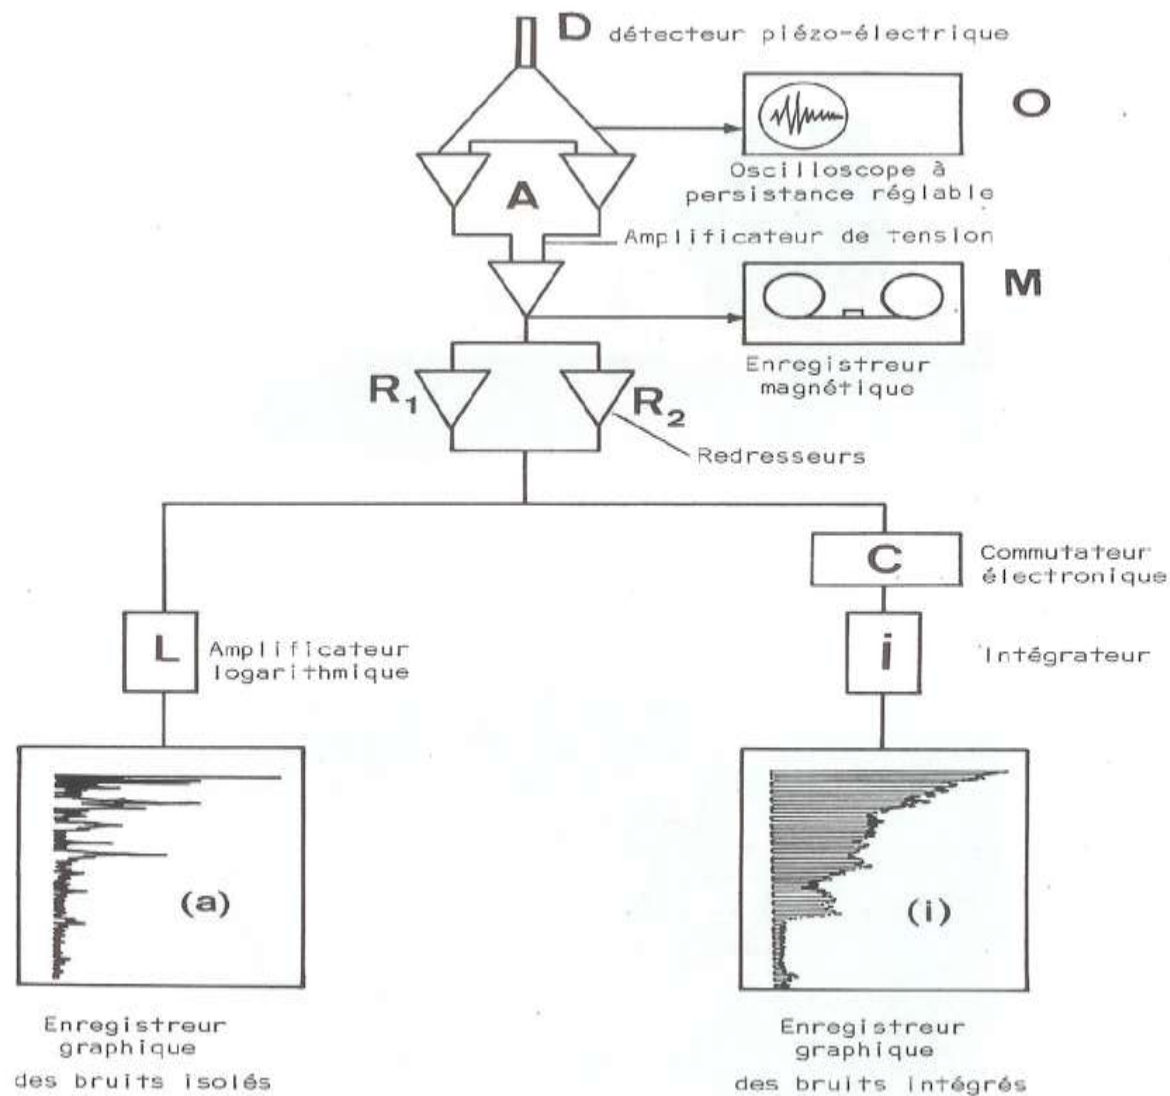 D détecteur piézo-électrique
O
Oscilloscope à
persistance réglable
A
Amplificateur de tension
M
Enregistreur
magnétique
R1
R2
Redresseurs
C
Commutateur
électronique
L
Amplificateur
logarithmique
i
Intégrateur
(a)
(i)
Enregistreur
graphique
des bruits isolés
Enregistreur
graphique
des bruits intégrés